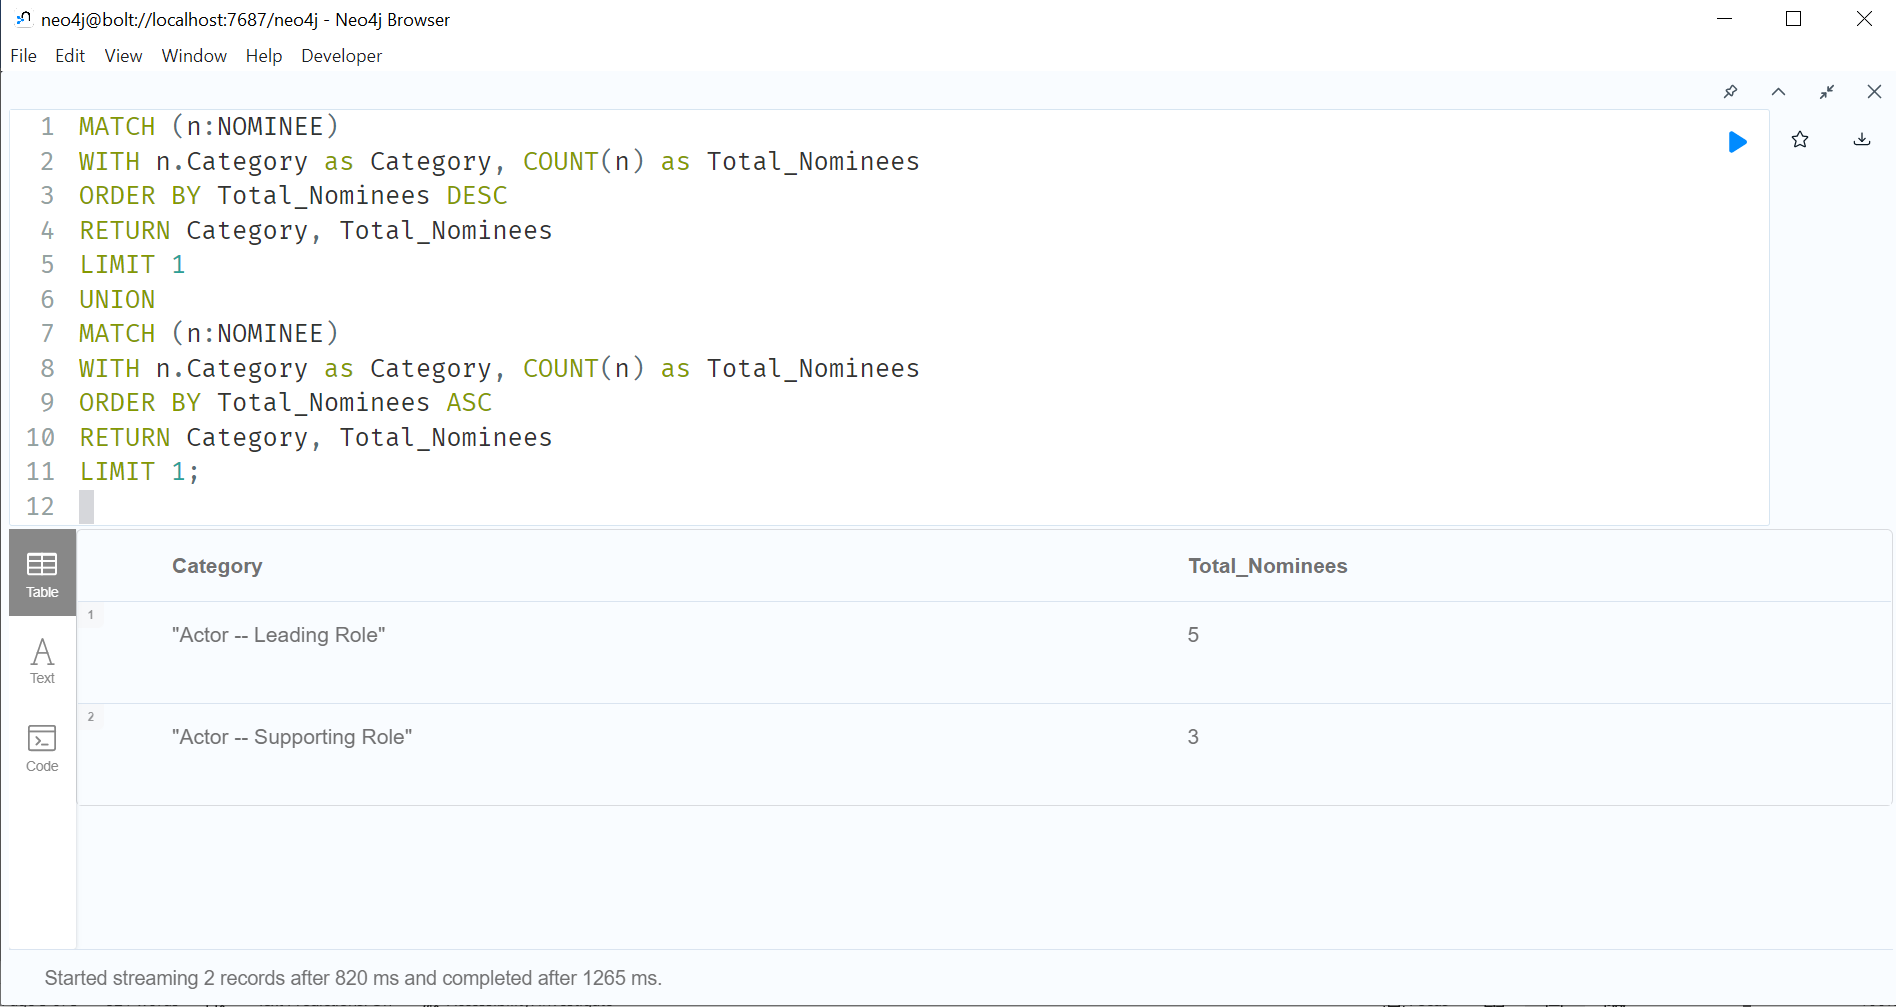 neo4j@bolt://localhost:7687/neo4j - Neo4j Browser
File Edit View Window Help Developer
1 MATCH (n:NOMINEE)
2 WITH n.Category as Category, COUNT(n) as Total_Nominees
3 ORDER BY Total_Nominees DESC
4 RETURN Category, Total_Nominees
5 LIMIT 1
6 UNION
7 MATCH (n:NOMINEE)
8 WITH n.Category as Category, COUNT(n) as Total_Nominees
9 ORDER BY Total_Nominees ASC
10 RETURN Category, Total_Nominees
11 LIMIT 1;
12
Table
Text
Code
Category Total_Nominees
1 "Actor -- Leading Role" 5
2 "Actor -- Supporting Role" 3
Started streaming 2 records after 820 ms and completed after 1265 ms.